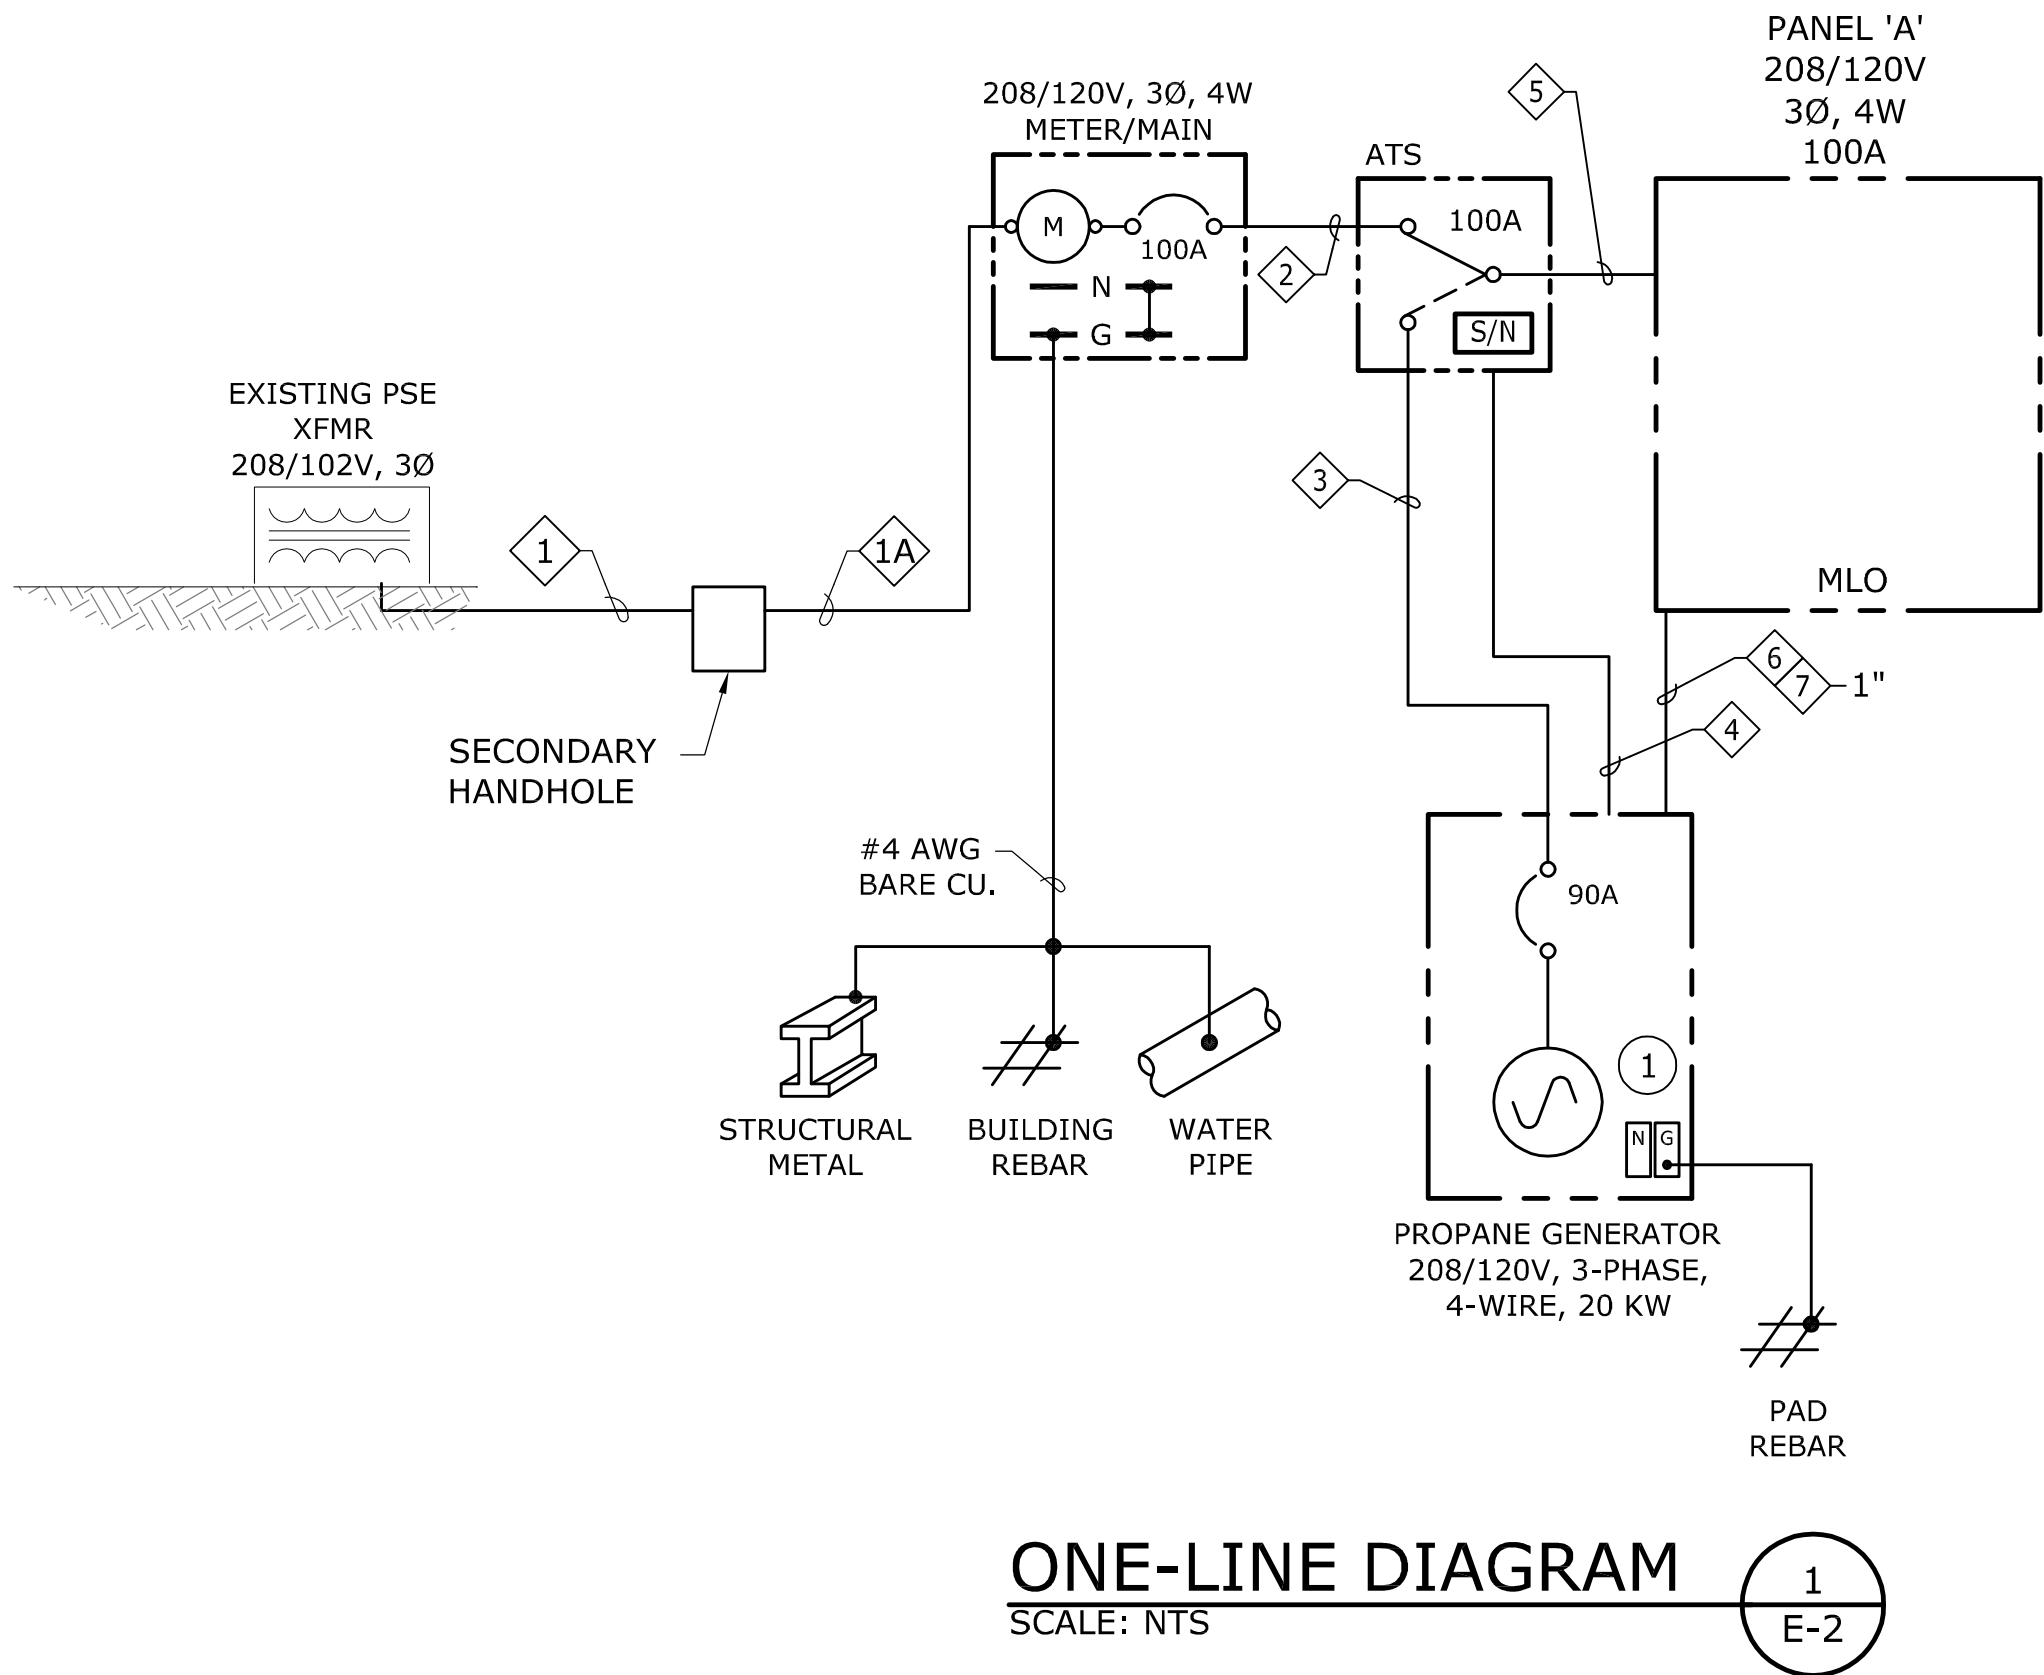 PANEL 'A'
208/120V
3Ø, 4W
100A
5
208/120V, 3Ø, 4W
METER/MAIN
ATS
M
100A
100A
2
N
G
S/N
EXISTING PSE
XFMR
208/102V, 3Ø
3
1
1A
MLO
6
7
1"
4
SECONDARY
HANDHOLE
#4 AWG
BARE CU.
90A
1
N
G
STRUCTURAL
METAL
BUILDING
REBAR
WATER
PIPE
PROPANE GENERATOR
208/120V, 3-PHASE,
4-WIRE, 20 KW
PAD
REBAR
ONE-LINE DIAGRAM
SCALE: NTS
1
E-2